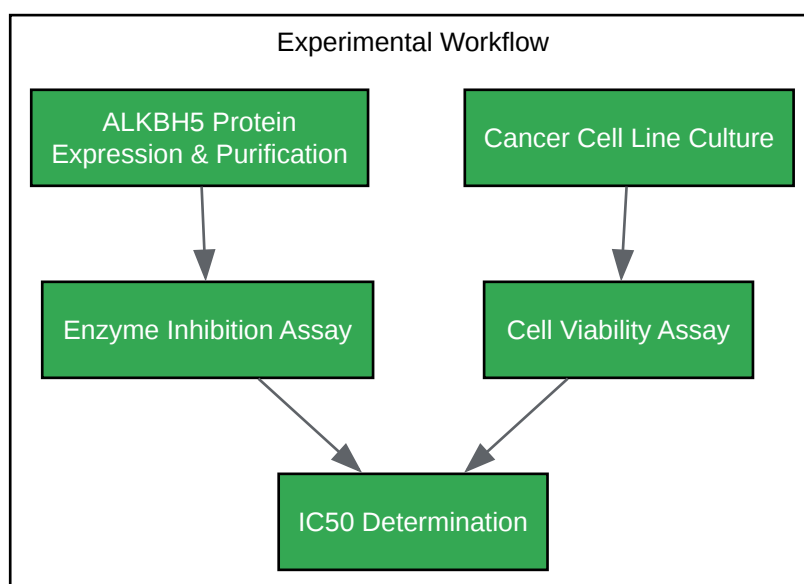 Experimental Workflow
ALKBH5 Protein
Expression & Purification
Cancer Cell Line Culture
Enzyme Inhibition Assay
Cell Viability Assay
IC50 Determination